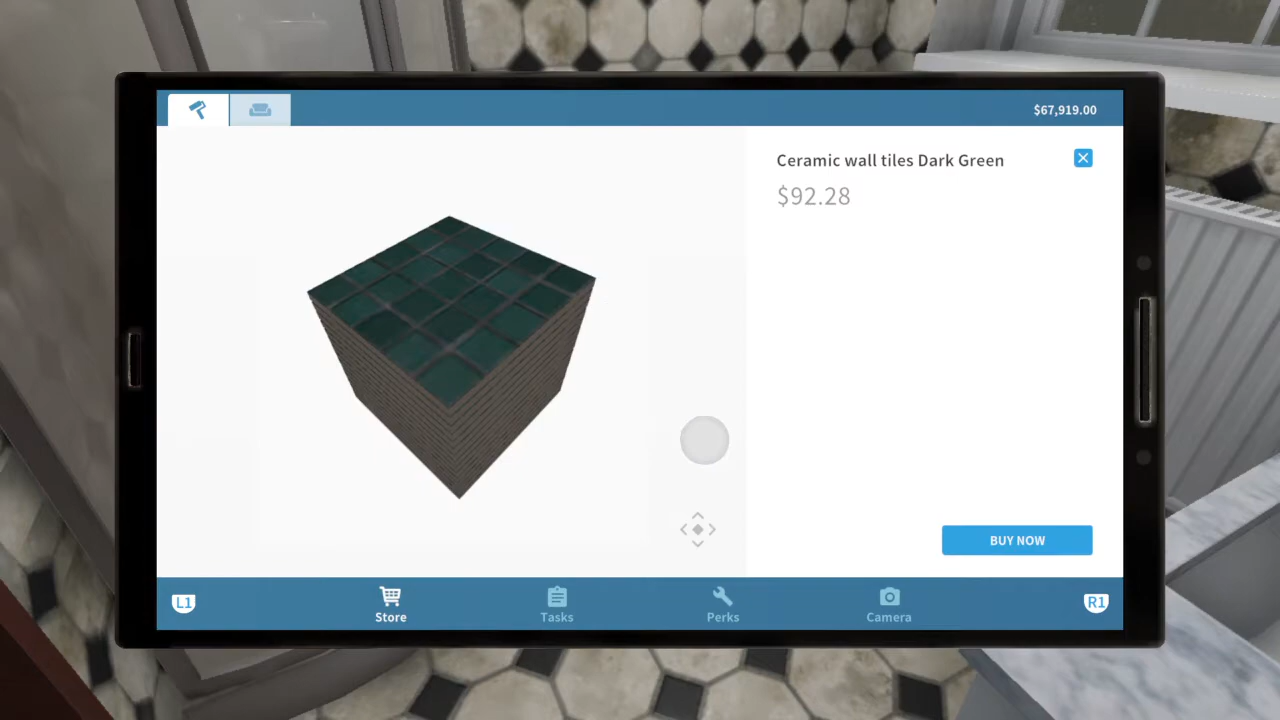 $67,919.00
Ceramic wall tiles Dark Green
$92.28
BUY NOW
L1
Store
Tasks
Perks
Camera
R1